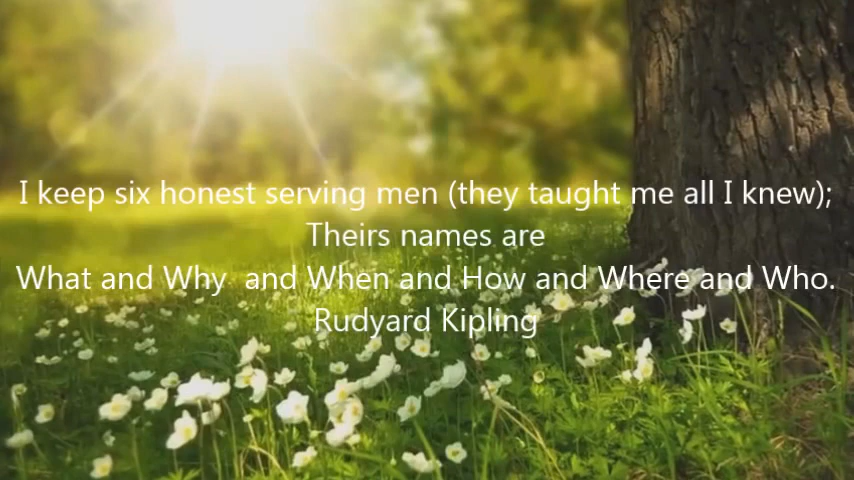 I keep six honest serving men (they taught me all I knew);
Theirs names are
What and Why  and When and How and Where and Who.
Rudyard Kipling